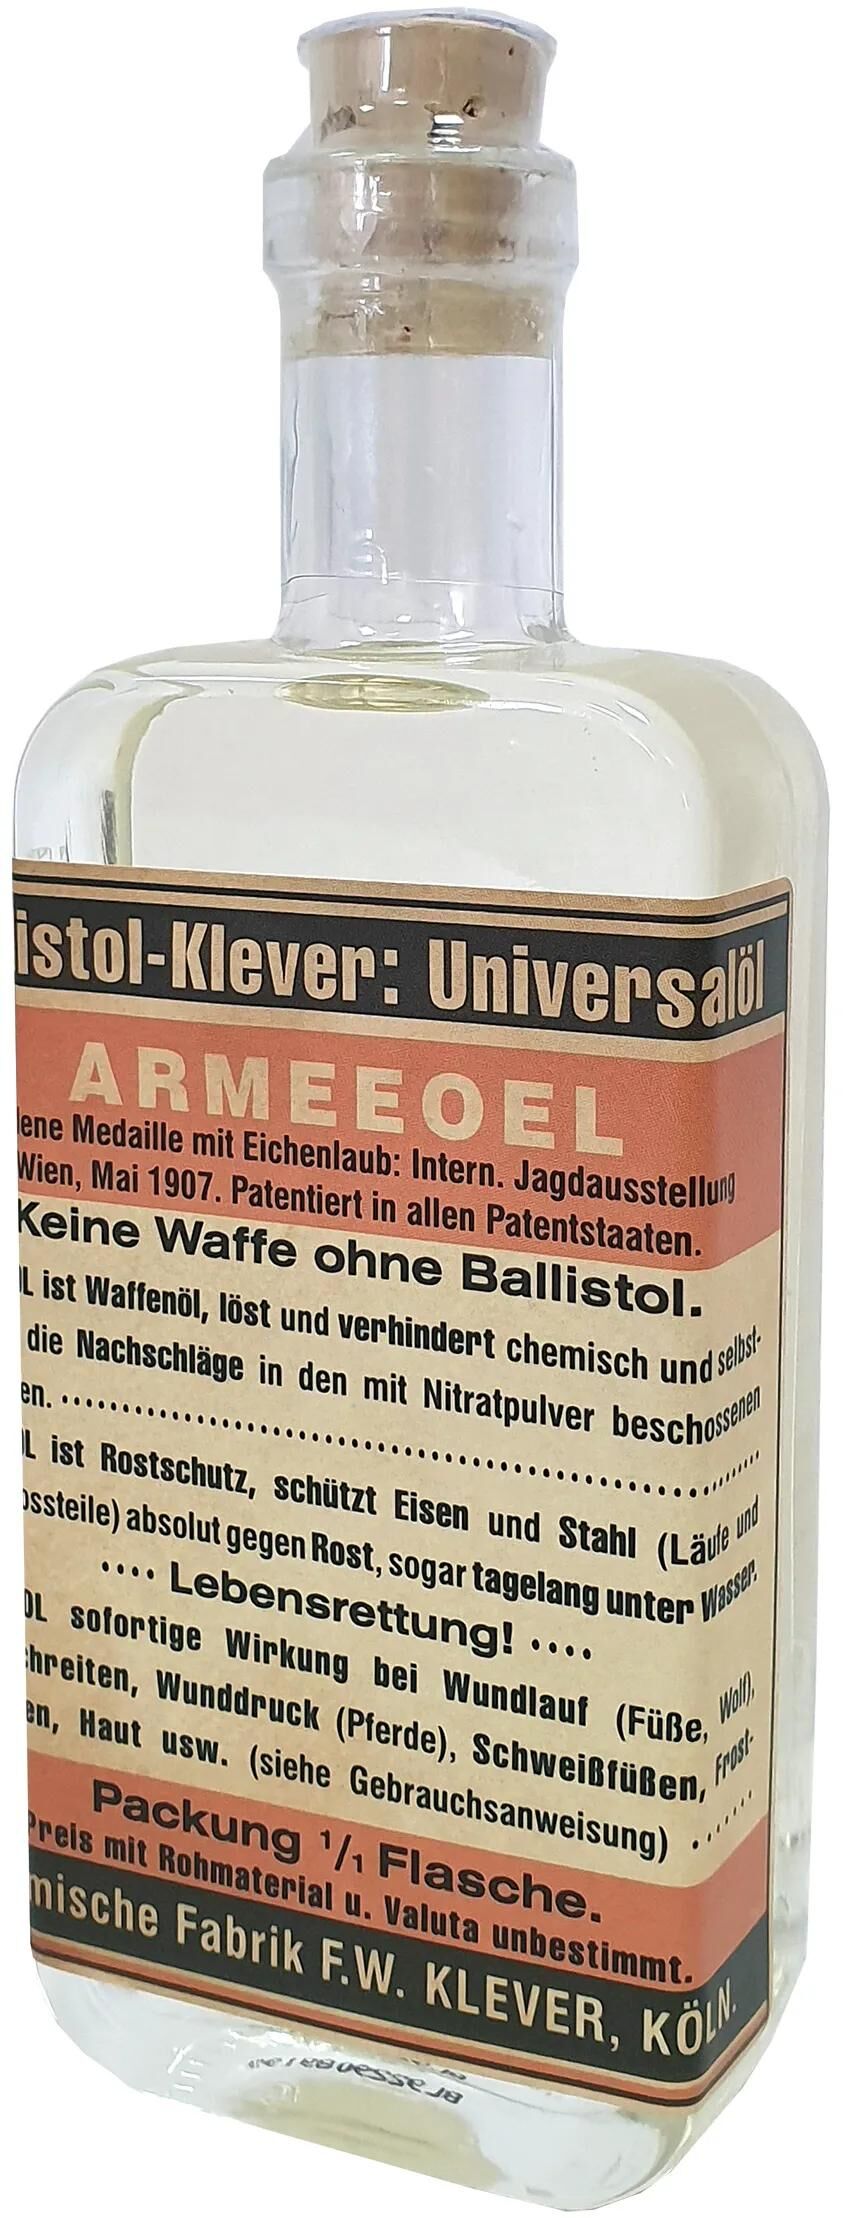 istol-Klever: Universalöl
ARMEEOEL
lene Medaille mit Eichenlaub: Intern. Jagdausstellung
Wien, Mai 1907. Patentiert in allen Patentstaaten.
Keine Waffe ohne Ballistol.
L ist Waffenöl, löst und verhindert chemisch und selbst-
die Nachschläge in den mit Nitratpulver beschossenen
en. ........................................
L ist Rostschutz, schützt Eisen und Stahl (Läufe und
ossteile) absolut gegen Rost, sogar tagelang unter Wasser.
.... Lebensrettung! ....
OL sofortige Wirkung bei Wundlauf (Füße, Wolf),
hreiten, Wunddruck (Pferde), Schweißfüßen, Frost-
en, Haut usw. (siehe Gebrauchsanweisung) .......
Packung 1/1 Flasche.
Preis mit Rohmaterial u. Valuta unbestimmt.
mische Fabrik F.W. KLEVER, KÖLN.